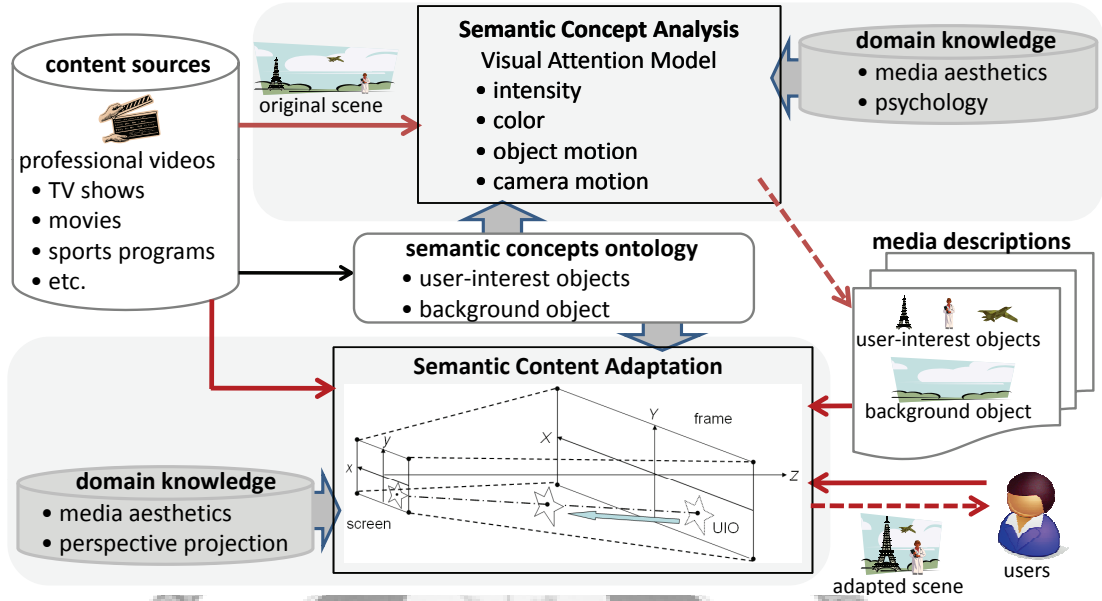 content sources
professional videos
• TV shows
• movies
• sports programs
• etc.
original scene
Semantic Concept Analysis
Visual Attention Model
• intensity
• color
• object motion
• camera motion
domain knowledge
• media aesthetics
• psychology
semantic concepts ontology
• user-interest objects
• background object
media descriptions
user-interest objects
background object
Semantic Content Adaptation
frame
Y
X
y
x
Z
screen
UIO
domain knowledge
• media aesthetics
• perspective projection
adapted scene
users